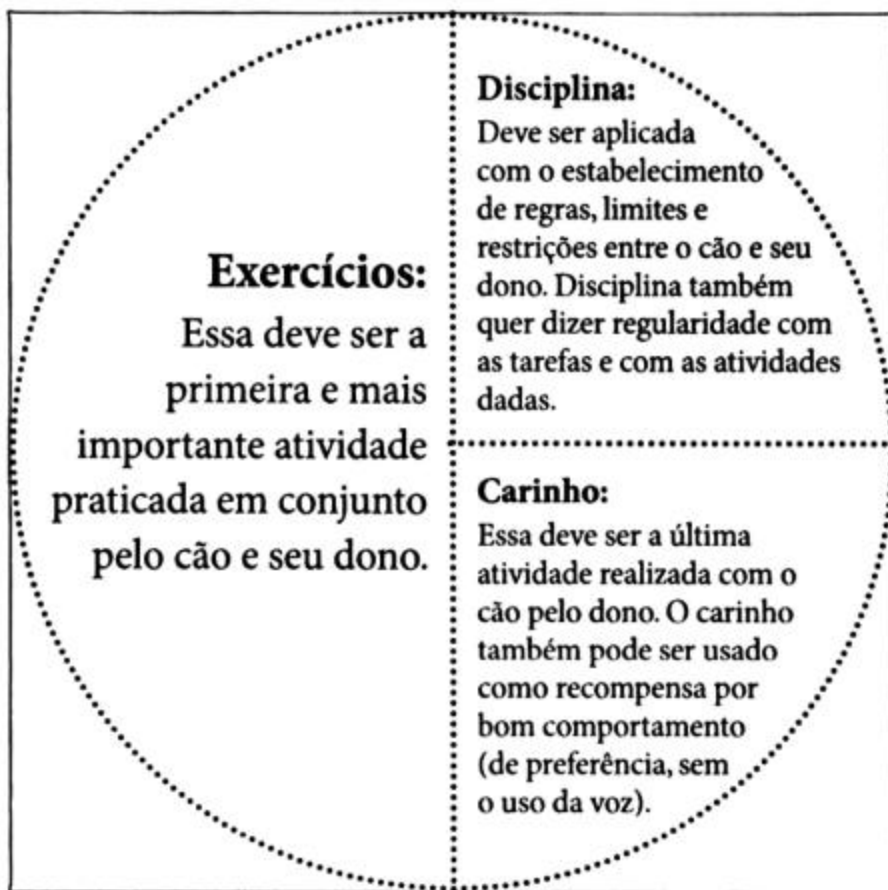 Exercícios:
Essa deve ser a
primeira e mais
importante atividade
praticada em conjunto
pelo cão e seu dono.
Disciplina:
Deve ser aplicada
com o estabelecimento
de regras, limites e
restrições entre o cão e seu
dono. Disciplina também
quer dizer regularidade com
as tarefas e com as atividades
dadas.
Carinho:
Essa deve ser a última
atividade realizada com o
cão pelo dono. O carinho
também pode ser usado
como recompensa por
bom comportamento
(de preferência, sem
o uso da voz).